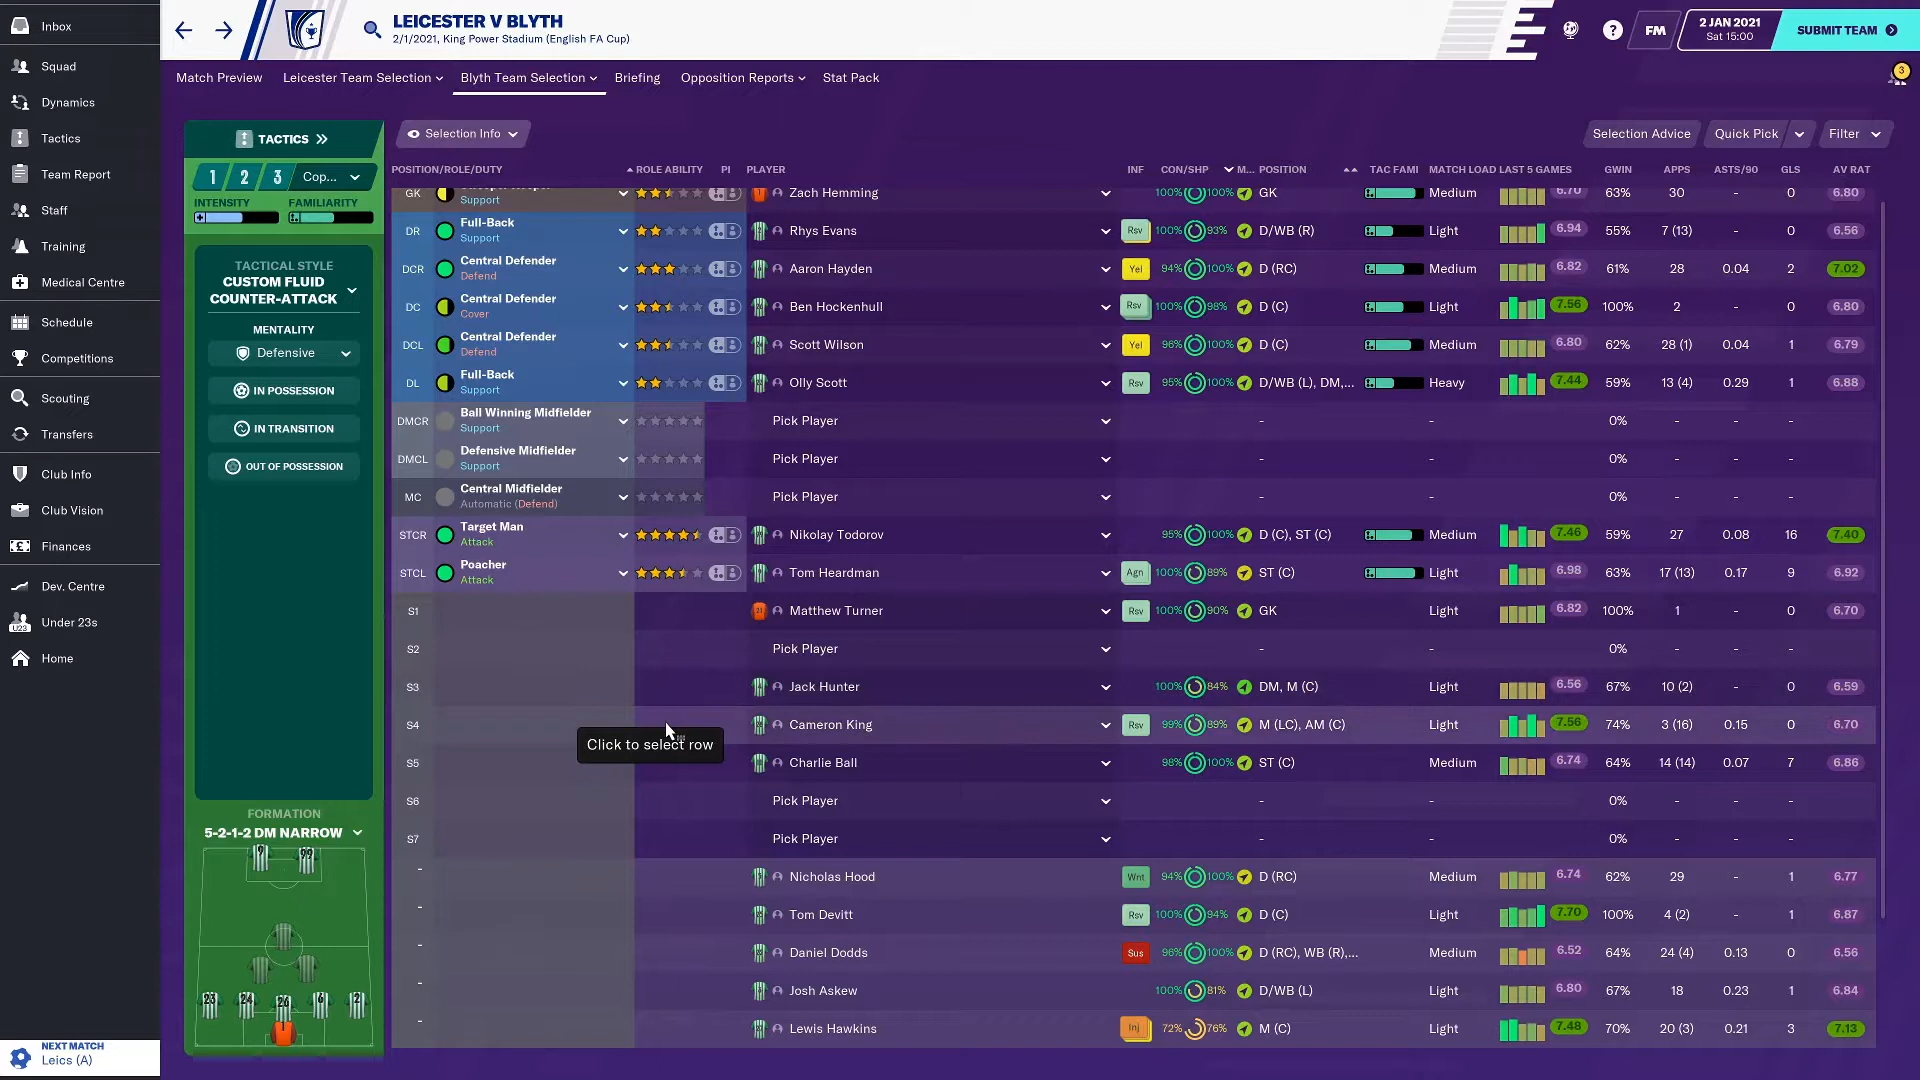 Inbox
Squad
Dynamics
Tactics
Team Report
Staff
Training
Medical Centre
Schedule
Competitions
Scouting
Transfers
Club Info
Club Vision
Finances
Dev. Centre
Under 23s
Home
NEXT MATCH
Leics (A)
LEICESTER V BLYTH
2/1/2021, King Power Stadium (English FA Cup)
FM
2 JAN 2021
Sat 15:00
SUBMIT TEAM
3
Match Preview Leicester Team Selection Blyth Team Selection Briefing Opposition Reports Stat Pack
TACTICS
1 2 3 Cop...
INTENSITY FAMILIARITY
TACTICAL STYLE
CUSTOM FLUID
COUNTER-ATTACK
MENTALITY
Defensive
IN POSSESSION
IN TRANSITION
OUT OF POSSESSION
FORMATION
5-2-1-2 DM NARROW
9 99
23 24 26 6 2
1
Selection Info Selection Advice Quick Pick Filter
POSITION/ROLE/DUTY ROLE ABILITY PI PLAYER INF CON/SHP M... POSITION TAC FAMI MATCH LOAD LAST 5 GAMES GWIN APPS ASTS/90 GLS AV RAT
GK Support Zach Hemming 100% 100% GK Medium 6.70 63% 30 - 0 6.80
DR Full-Back Support Rhys Evans Rsv 100% 93% D/WB (R) Light 6.94 55% 7 (13) - 0 6.56
DCR Central Defender Defend Aaron Hayden Yel 94% 100% D (RC) Medium 6.82 61% 28 0.04 2 7.02
DC Central Defender Cover Ben Hockenhull Rsv 100% 98% D (C) Light 7.56 100% 2 - 0 6.80
DCL Central Defender Defend Scott Wilson Yel 96% 100% D (C) Medium 6.80 62% 28 (1) 0.04 1 6.79
DL Full-Back Support Olly Scott Rsv 95% 100% D/WB (L), DM,... Heavy 7.44 59% 13 (4) 0.29 1 6.88
DMCR Ball Winning Midfielder Support Pick Player - - 0% - - -
DMCL Defensive Midfielder Support Pick Player - - 0% - - -
MC Central Midfielder Automatic (Defend) Pick Player - - 0% - - -
STCR Target Man Attack Nikolay Todorov 95% 100% D (C), ST (C) Medium 7.46 59% 27 0.08 16 7.40
STCL Poacher Attack Tom Heardman Agn 100% 89% ST (C) Light 6.98 63% 17 (13) 0.17 9 6.92
S1 Matthew Turner Rsv 100% 90% GK Light 6.82 100% 1 - 0 6.70
S2 Pick Player - - 0% - - -
S3 Jack Hunter 100% 84% DM, M (C) Light 6.56 67% 10 (2) - 0 6.59
S4 Cameron King Rsv 99% 89% M (LC), AM (C) Light 7.56 74% 3 (16) 0.15 0 6.70
Click to select row
S5 Charlie Ball 98% 100% ST (C) Medium 6.74 64% 14 (14) 0.07 7 6.86
S6 Pick Player - - 0% - - -
S7 Pick Player - - 0% - - -
- Nicholas Hood Wnt 94% 100% D (RC) Medium 6.74 62% 29 - 1 6.77
- Tom Devitt Rsv 100% 94% D (C) Light 7.70 100% 4 (2) - 1 6.87
- Daniel Dodds Sus 96% 100% D (RC), WB (R),... Medium 6.52 64% 24 (4) 0.13 0 6.56
- Josh Askew 100% 81% D/WB (L) Light 6.80 67% 18 0.23 1 6.84
- Lewis Hawkins Inj 72% 76% M (C) Light 7.48 70% 20 (3) 0.21 3 7.13